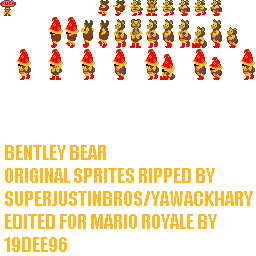 BENTLEY BEAR
ORIGINAL SPRITES RIPPED BY
SUPERJUSTINBROS/YAWACKHARY
EDITED FOR MARIO ROYALE BY
19DEE96